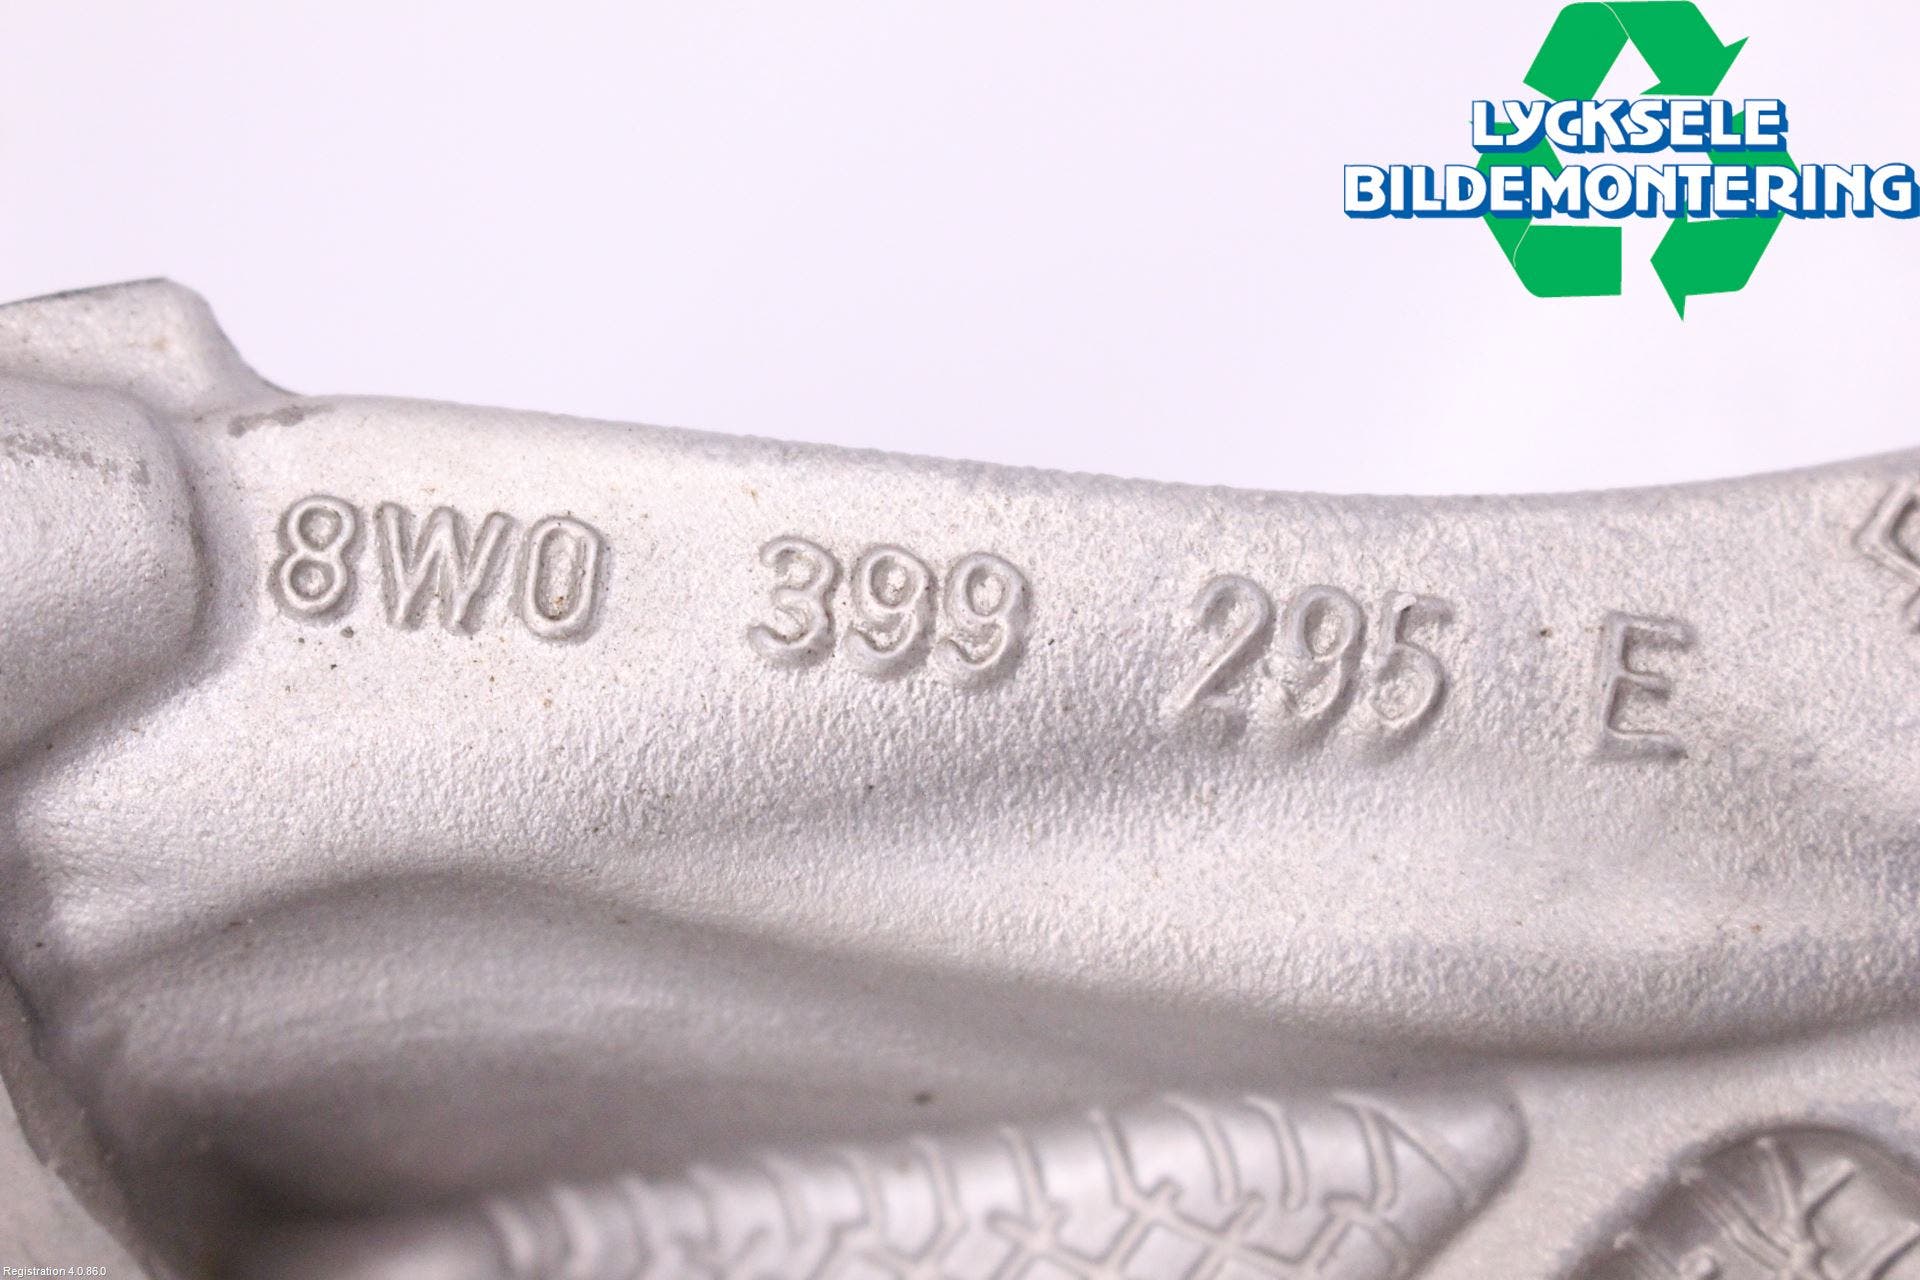 LYCKSELE
BILDEMONTERING
8W0 399 295 E
Registration 4.0.86.0